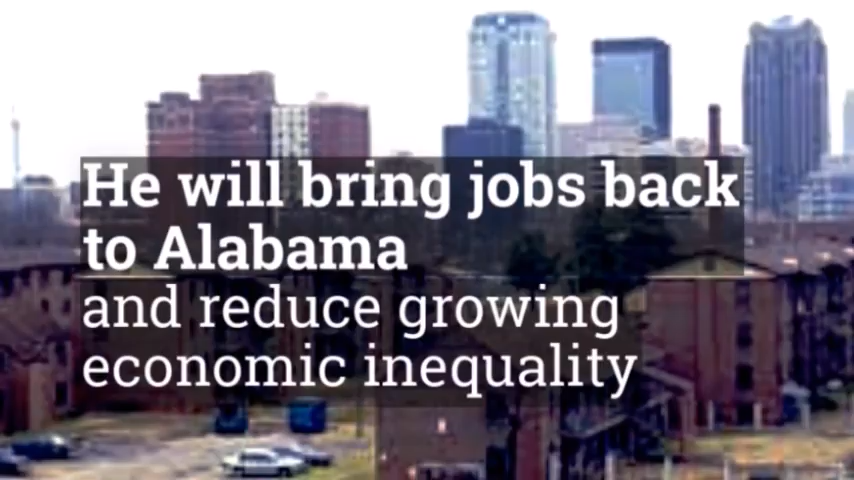 He will bring jobs back
to Alabama
and reduce growing
economic inequality